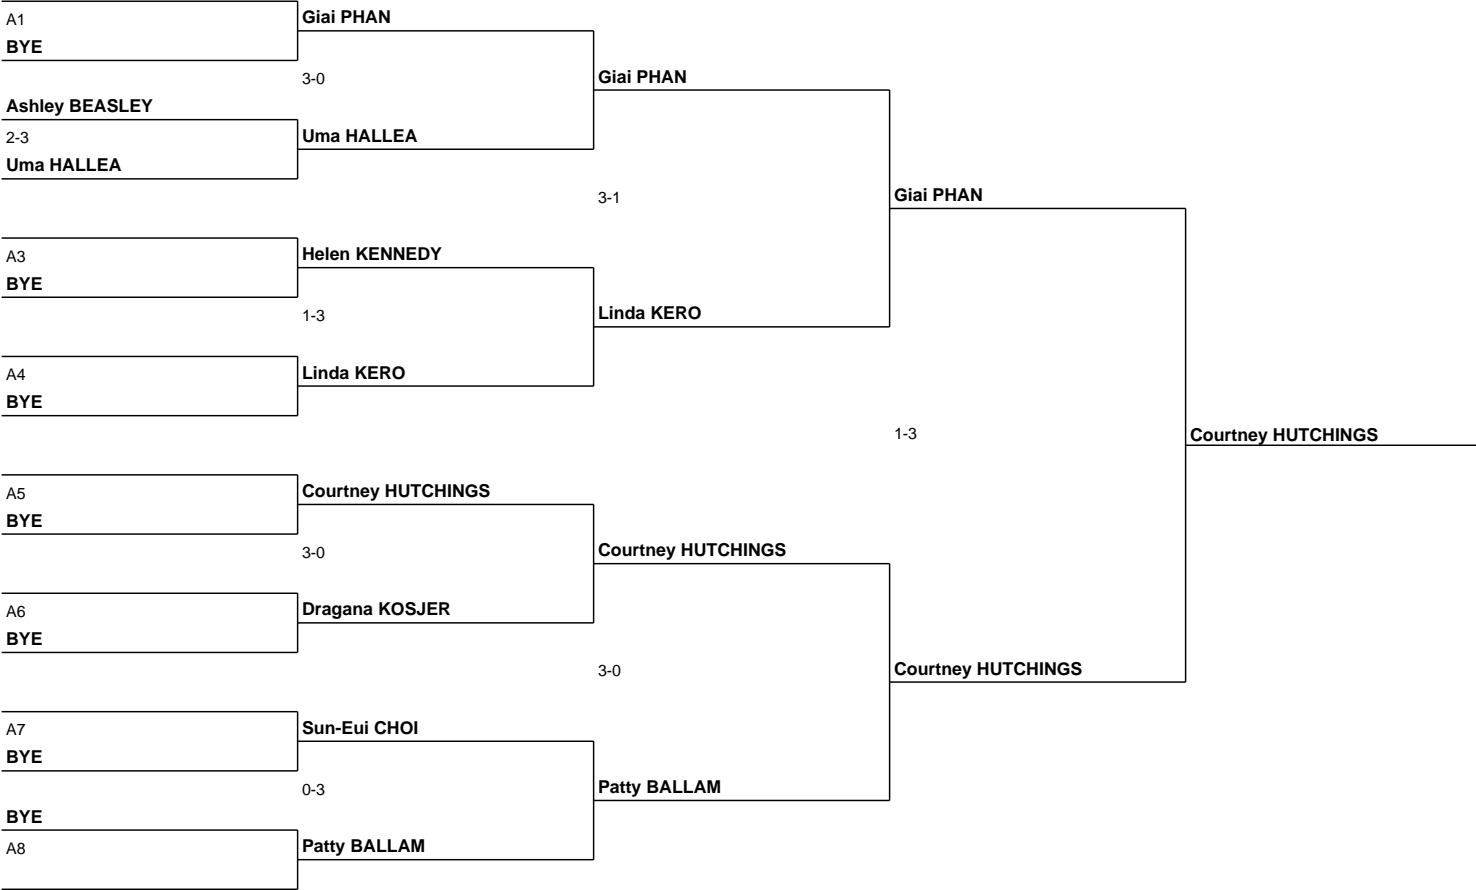 A1
BYE
Giai PHAN
3-0
Ashley BEASLEY
2-3
Uma HALLEA
Uma HALLEA
Giai PHAN
3-1
A3
BYE
Helen KENNEDY
1-3
A4
BYE
Linda KERO
Linda KERO
Giai PHAN
1-3
Courtney HUTCHINGS
A5
BYE
Courtney HUTCHINGS
3-0
A6
BYE
Dragana KOSJER
Courtney HUTCHINGS
3-0
Courtney HUTCHINGS
A7
BYE
Sun-Eui CHOI
0-3
BYE
A8
Patty BALLAM
Patty BALLAM